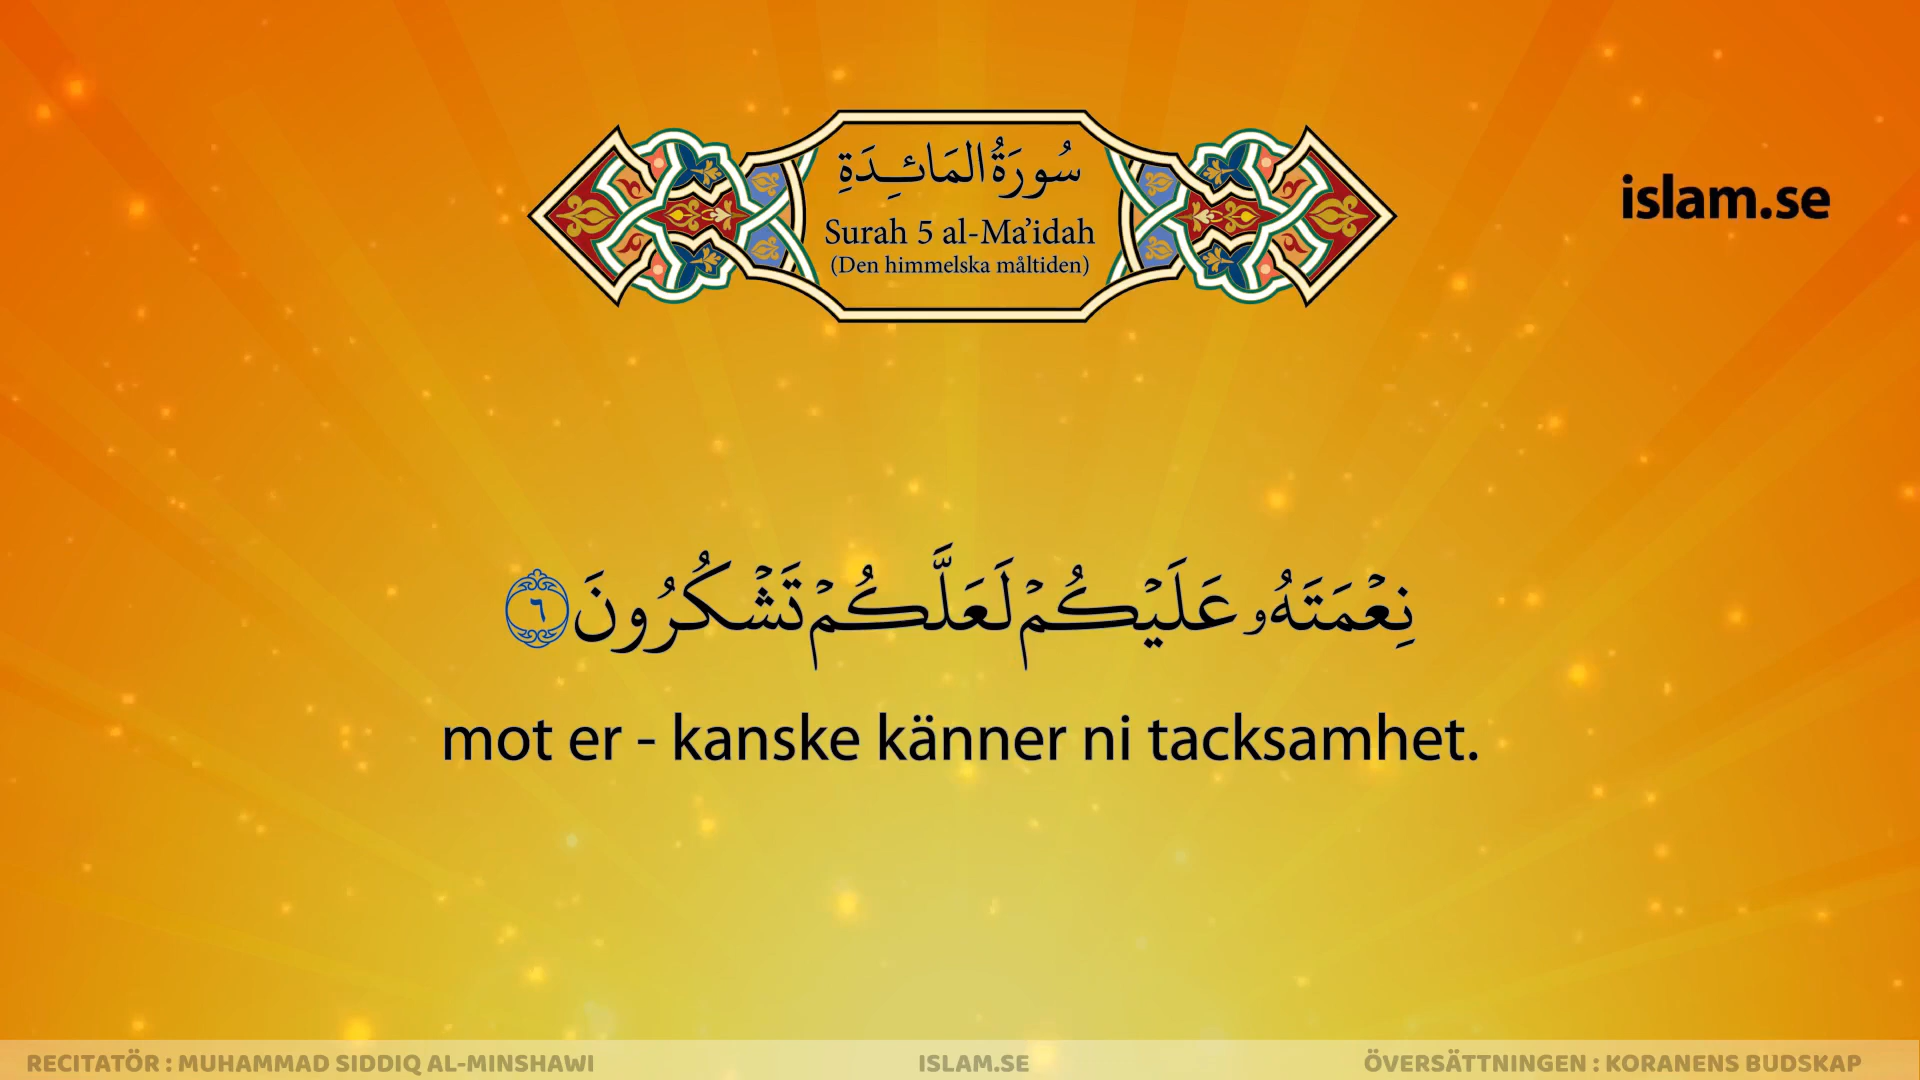 سُورَةُ المَائِدَةِ
Surah 5 al-Ma’idah
(Den himmelska måltiden)
islam.se
نِعۡمَتَهُۥ عَلَيۡكُمۡ لَعَلَّكُمۡ تَشۡكُرُونَ ٦
mot er - kanske känner ni tacksamhet.
RECITATÖR : MUHAMMAD SIDDIQ AL-MINSHAWI
ISLAM.SE
ÖVERSÄTTNINGEN : KORANENS BUDSKAP